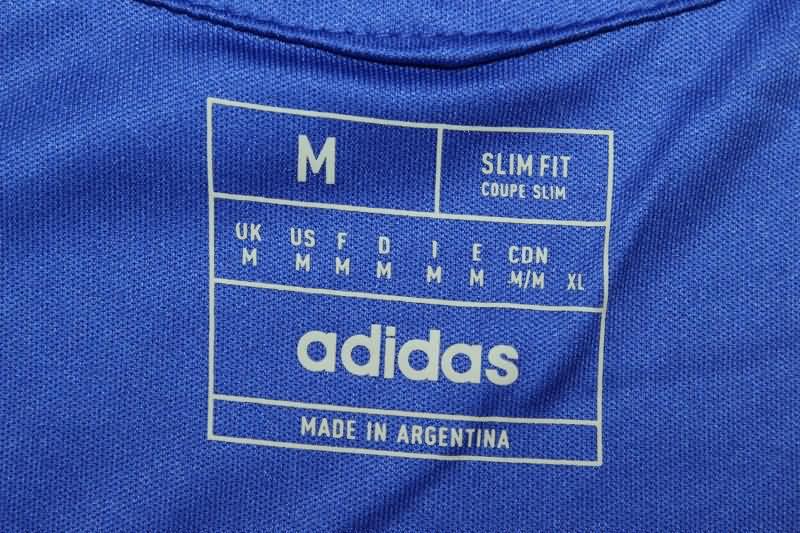 M
SLIM FIT
COUPE SLIM
UK US F D I E CDN
M M M M M M M/M XL
adidas
MADE IN ARGENTINA